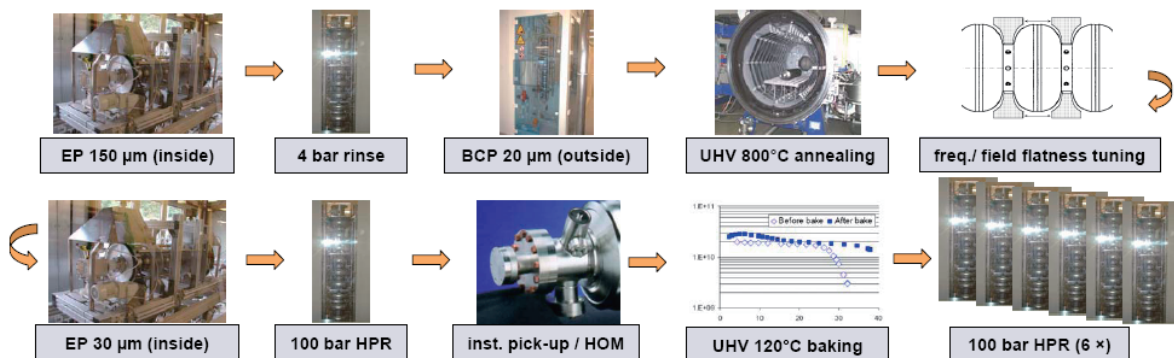 EP 150 µm (inside)
4 bar rinse
BCP 20 µm (outside)
UHV 800°C annealing
freq./ field flatness tuning
1.E+11
Before bake
After bake
1.E+10
1.E+09
0
10
20
30
40
EP 30 µm (inside)
100 bar HPR
inst. pick-up / HOM
UHV 120°C baking
100 bar HPR (6 ×)